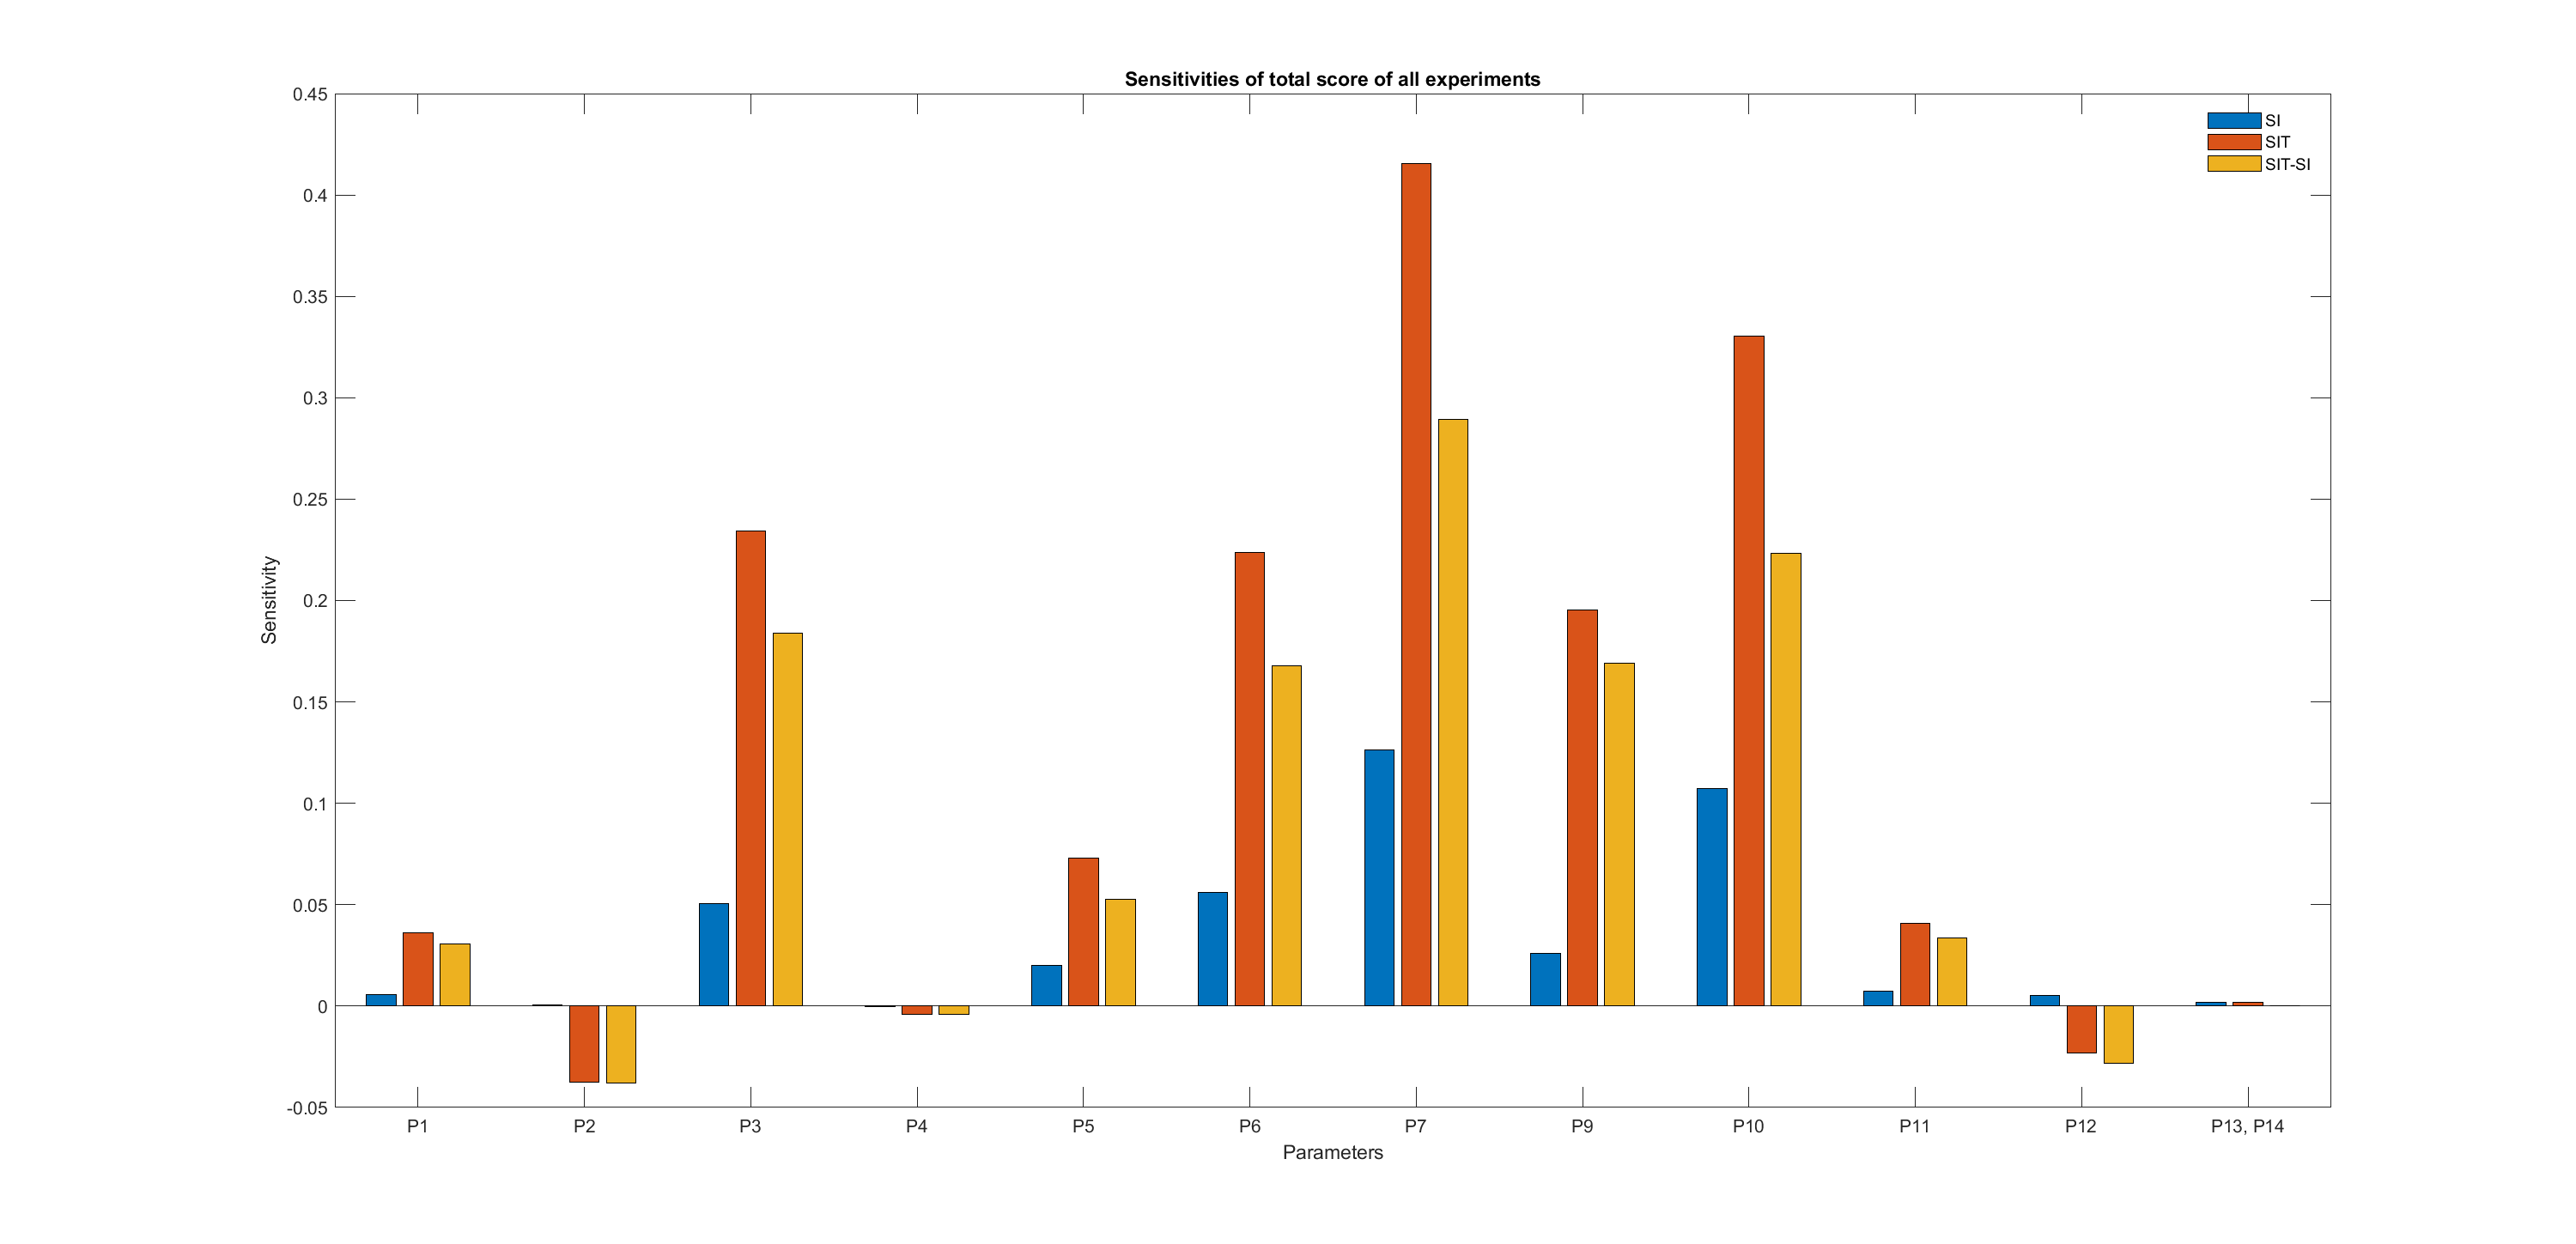 Sensitivities of total score of all experiments
0.45
0.4
0.35
0.3
0.25
0.2
0.15
0.1
0.05
0
-0.05
Sensitivity
SI
SIT
SIT-SI
P1 P2 P3 P4 P5 P6 P7 P9 P10 P11 P12 P13, P14
Parameters